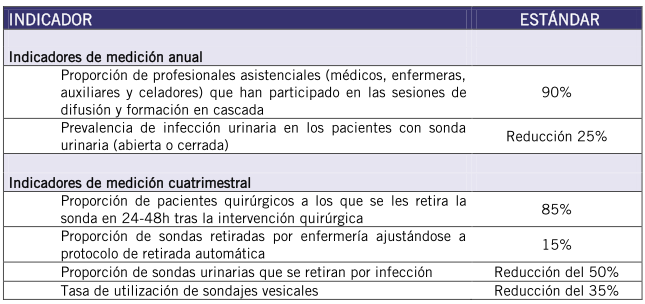 INDICADOR ESTÁNDAR
Indicadores de medición anual
Proporción de profesionales asistenciales (médicos, enfermeras,
auxiliares y celadores) que han participado en las sesiones de
difusión y formación en cascada
90%
Prevalencia de infección urinaria en los pacientes con sonda
urinaria (abierta o cerrada)
Reducción 25%
Indicadores de medición cuatrimestral
Proporción de pacientes quirúrgicos a los que se les retira la
sonda en 24-48h tras la intervención quirúrgica
85%
Proporción de sondas retiradas por enfermería ajustándose a
protocolo de retirada automática
15%
Proporción de sondas urinarias que se retiran por infección Reducción del 50%
Tasa de utilización de sondajes vesicales Reducción del 35%